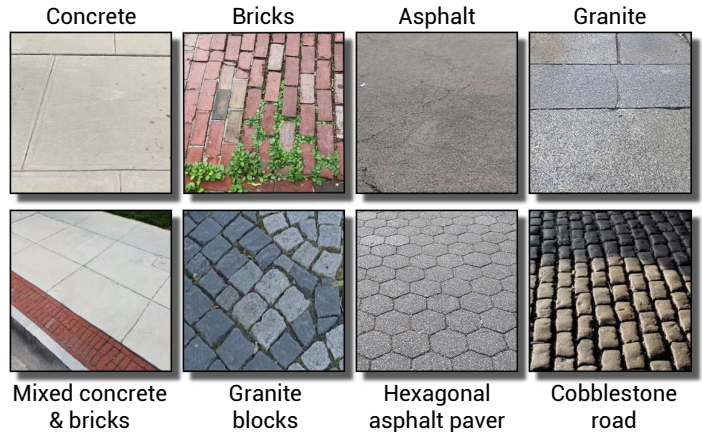 Concrete
Bricks
Asphalt
Granite
Mixed concrete
& bricks
Granite
blocks
Hexagonal
asphalt paver
Cobblestone
road